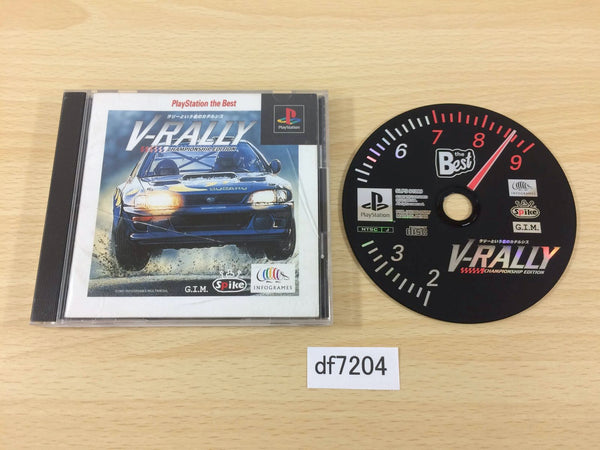 PlayStation the Best
ラリーという名のカタルシス
V-RALLY
CHAMPIONSHIP EDITION
PlayStation
SUBARU
G.I.M.
Spike
INFOGRAMES
6
7
8
9
the Best
PlayStation
NTSC J
INFOGRAMES
Spike
G.I.M.
ラリーという名のカタルシス
V-RALLY
CHAMPIONSHIP EDITION
3
2
df7204